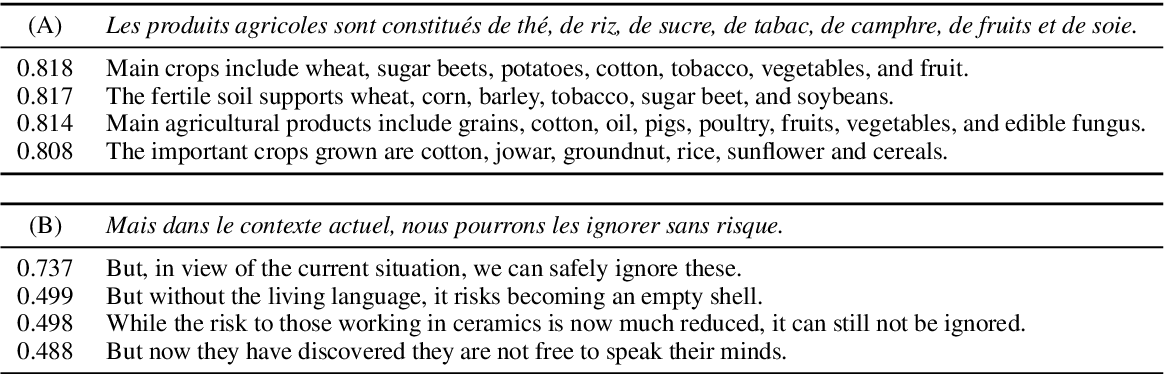 (A) Les produits agricoles sont constitués de thé, de riz, de sucre, de tabac, de camphre, de fruits et de soie.
0.818 Main crops include wheat, sugar beets, potatoes, cotton, tobacco, vegetables, and fruit.
0.817 The fertile soil supports wheat, corn, barley, tobacco, sugar beet, and soybeans.
0.814 Main agricultural products include grains, cotton, oil, pigs, poultry, fruits, vegetables, and edible fungus.
0.808 The important crops grown are cotton, jowar, groundnut, rice, sunflower and cereals.
(B) Mais dans le contexte actuel, nous pourrons les ignorer sans risque.
0.737 But, in view of the current situation, we can safely ignore these.
0.499 But without the living language, it risks becoming an empty shell.
0.498 While the risk to those working in ceramics is now much reduced, it can still not be ignored.
0.488 But now they have discovered they are not free to speak their minds.